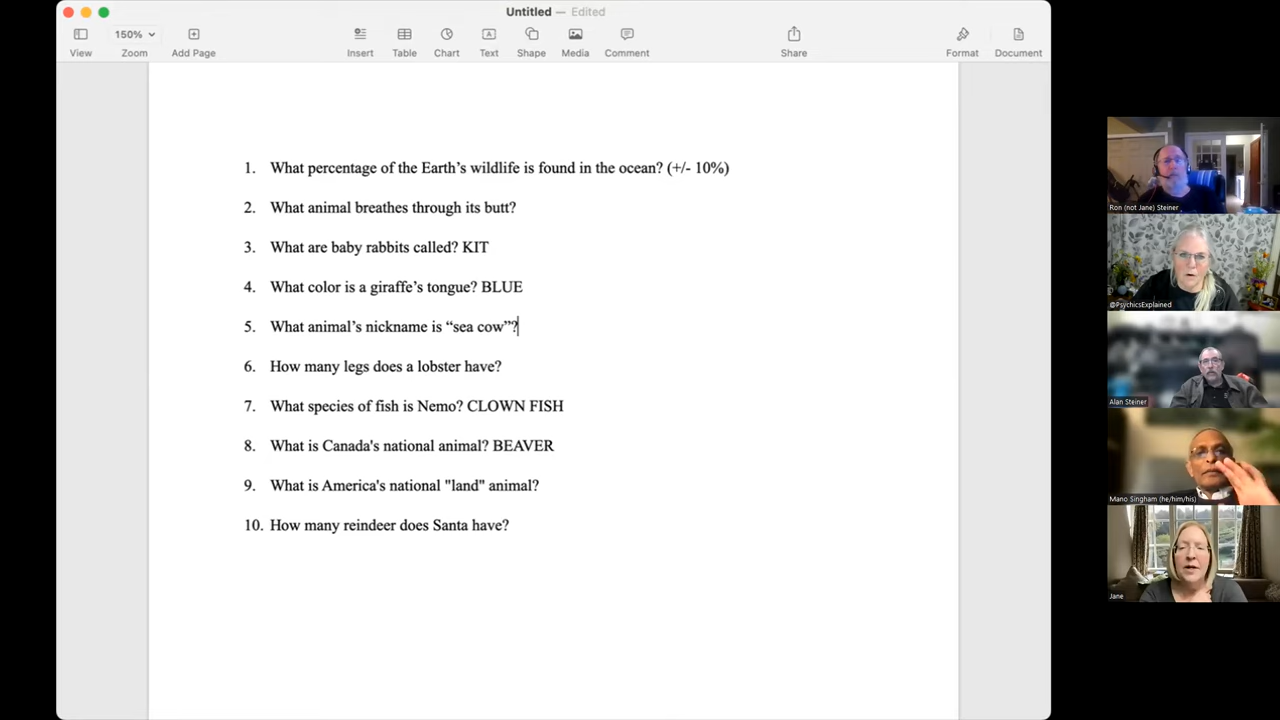 Untitled — Edited
150%
View
Zoom
Add Page
Insert
Table
Chart
Text
Shape
Media
Comment
Share
Format
Document
1. What percentage of the Earth’s wildlife is found in the ocean? (+/- 10%)
2. What animal breathes through its butt?
3. What are baby rabbits called? KIT
4. What color is a giraffe’s tongue? BLUE
5. What animal’s nickname is “sea cow”?
6. How many legs does a lobster have?
7. What species of fish is Nemo? CLOWN FISH
8. What is Canada's national animal? BEAVER
9. What is America's national "land" animal?
10. How many reindeer does Santa have?
Ron (not Jane) Steiner
@PsychicsExplained
Alan Steiner
Mano Singham (he/him/his)
Jane